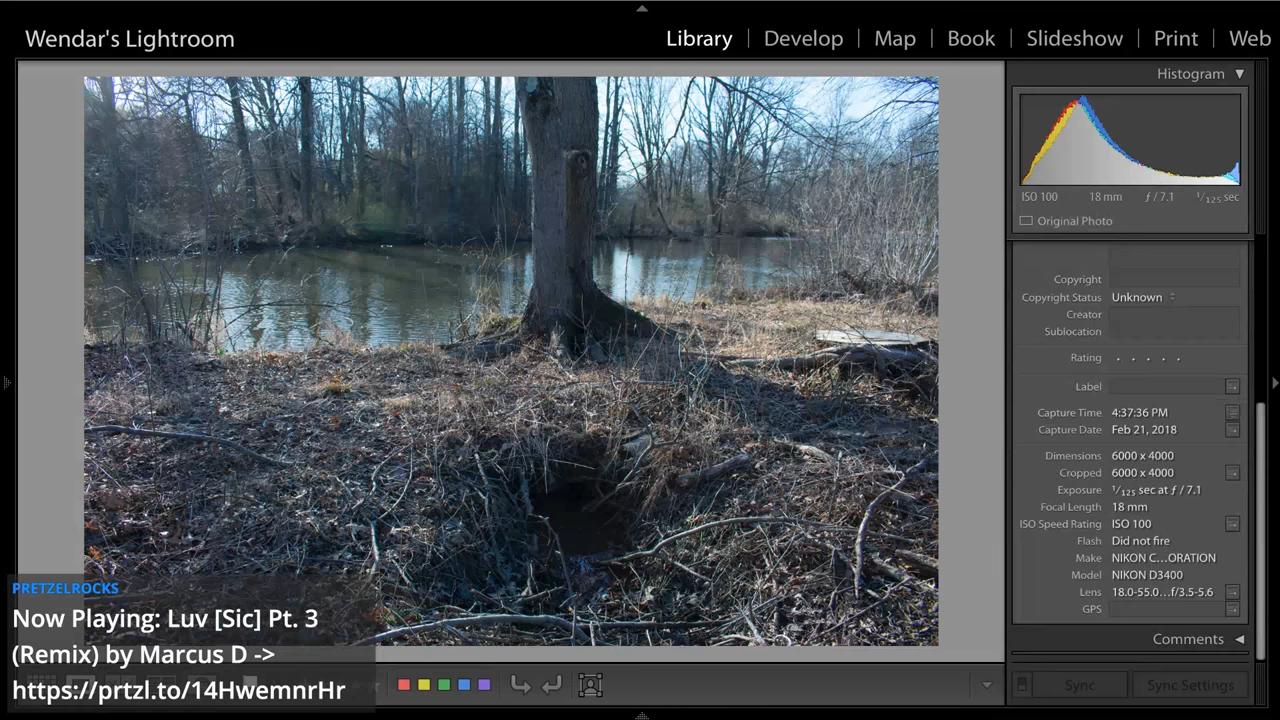 Wendar's Lightroom
Library | Develop | Map | Book | Slideshow | Print | Web
Histogram
ISO 100 18 mm ƒ / 7.1 1/125 sec
Original Photo
Copyright
Copyright Status Unknown
Creator
Sublocation
Rating . . . . .
Label
Capture Time 4:37:36 PM
Capture Date Feb 21, 2018
Dimensions 6000 x 4000
Cropped 6000 x 4000
Exposure 1/125 sec at ƒ / 7.1
Focal Length 18 mm
ISO Speed Rating ISO 100
Flash Did not fire
Make NIKON C...ORATION
Model NIKON D3400
Lens 18.0-55.0...f/3.5-5.6
GPS
Comments
Sync Sync Settings
PRETZELROCKS
Now Playing: Luv [Sic] Pt. 3
(Remix) by Marcus D ->
https://prtzl.to/14HwemnrHr